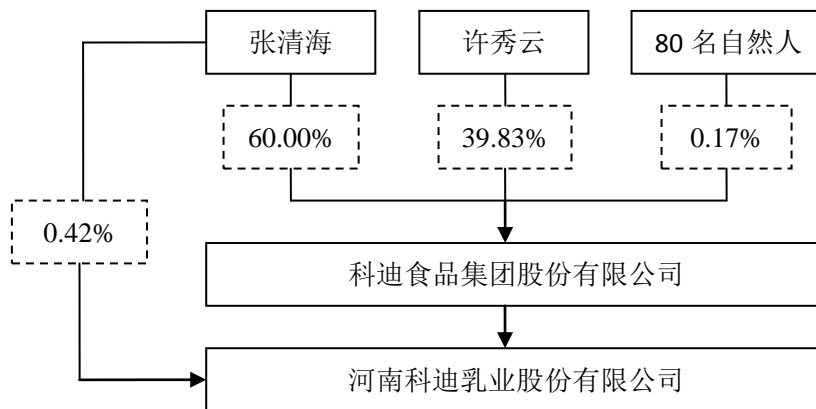 张清海
许秀云
80 名自然人
60.00%
39.83%
0.17%
0.42%
科迪食品集团股份有限公司
河南科迪乳业股份有限公司